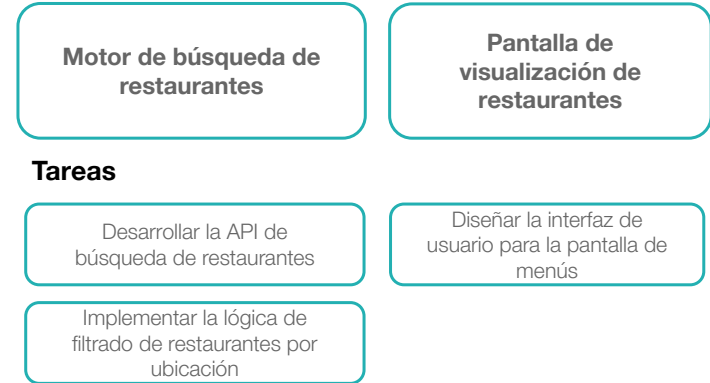 Motor de búsqueda de
restaurantes
Pantalla de
visualización de
restaurantes
Tareas
Desarrollar la API de
búsqueda de restaurantes
Diseñar la interfaz de
usuario para la pantalla de
menús
Implementar la lógica de
filtrado de restaurantes por
ubicación